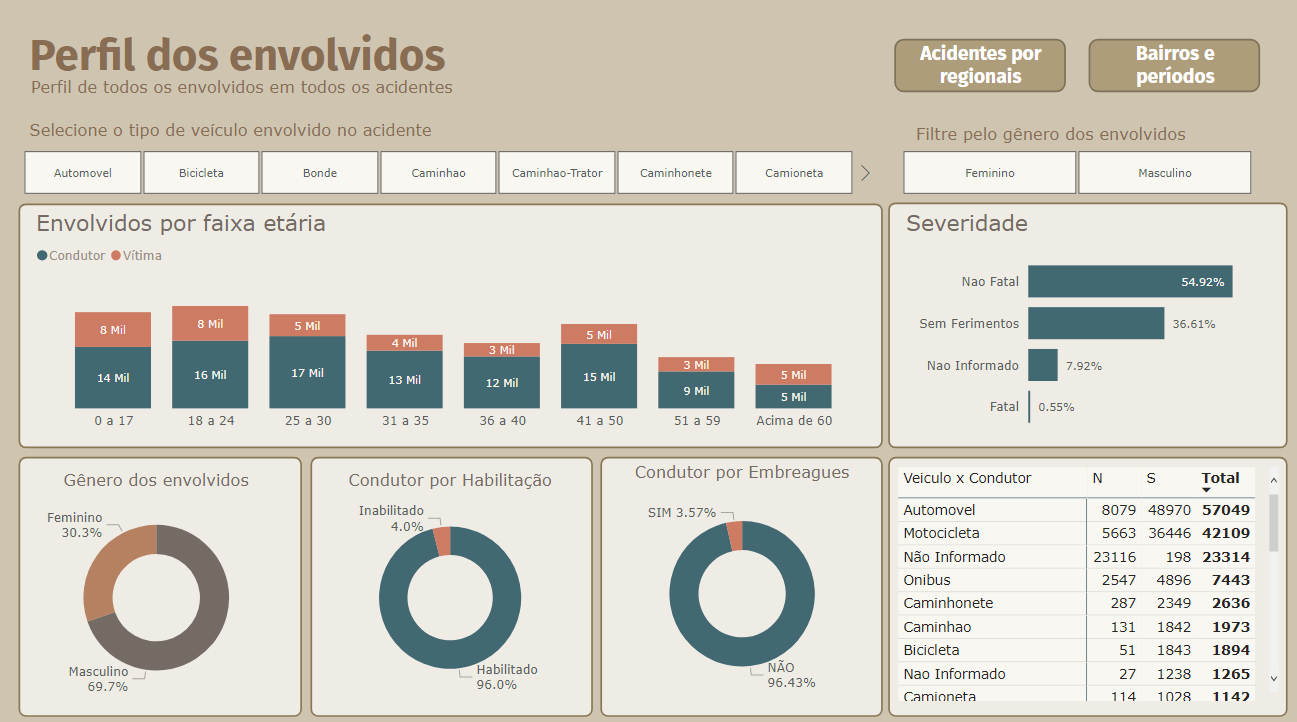 Perfil dos envolvidos
Perfil de todos os envolvidos em todos os acidentes
Acidentes por
regionais
Bairros e
períodos
Selecione o tipo de veículo envolvido no acidente
Filtre pelo gênero dos envolvidos
Automovel Bicicleta Bonde Caminhao Caminhao-Trator Caminhonete Camioneta
Feminino Masculino
Envolvidos por faixa etária
Condutor Vítima
8 Mil 8 Mil 5 Mil 4 Mil 3 Mil 5 Mil 3 Mil 5 Mil
14 Mil 16 Mil 17 Mil 13 Mil 12 Mil 15 Mil 9 Mil 5 Mil
0 a 17 18 a 24 25 a 30 31 a 35 36 a 40 41 a 50 51 a 59 Acima de 60
Severidade
Nao Fatal 54.92%
Sem Ferimentos 36.61%
Nao Informado 7.92%
Fatal 0.55%
Gênero dos envolvidos
Feminino
30.3%
Masculino
69.7%
Condutor por Habilitação
Inabilitado
4.0%
Habilitado
96.0%
Condutor por Embreagues
SIM 3.57%
NÃO
96.43%
Veiculo x Condutor N S Total
Automovel 8079 48970 57049
Motocicleta 5663 36446 42109
Não Informado 23116 198 23314
Onibus 2547 4896 7443
Caminhonete 287 2349 2636
Caminhao 131 1842 1973
Bicicleta 51 1843 1894
Nao Informado 27 1238 1265
Camioneta 114 1028 1142